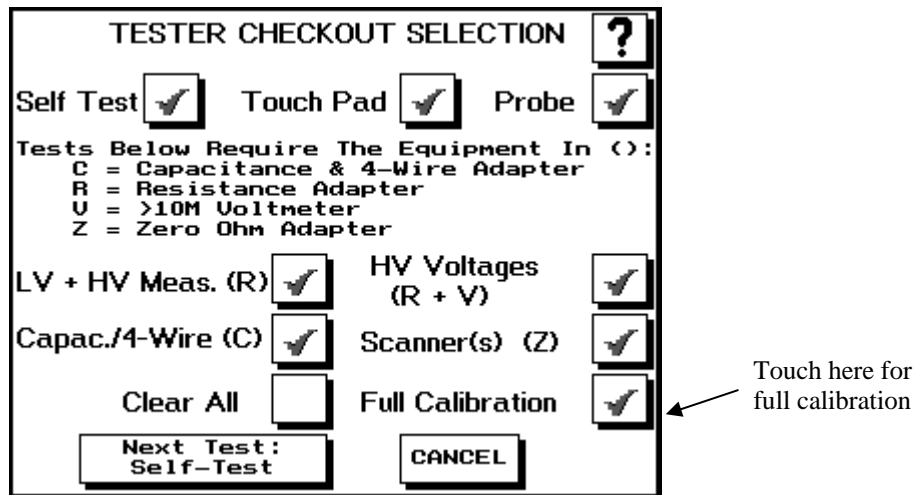 TESTER CHECKOUT SELECTION ?
Self Test Touch Pad Probe
Tests Below Require The Equipment In ():
C = Capacitance & 4-Wire Adapter
R = Resistance Adapter
V = >10M Voltmeter
Z = Zero Ohm Adapter
LV + HV Meas. (R)
HV Voltages
(R + V)
Capac./4-Wire (C)
Scanner(s) (Z)
Clear All
Full Calibration
Next Test:
Self-Test
CANCEL
Touch here for
full calibration